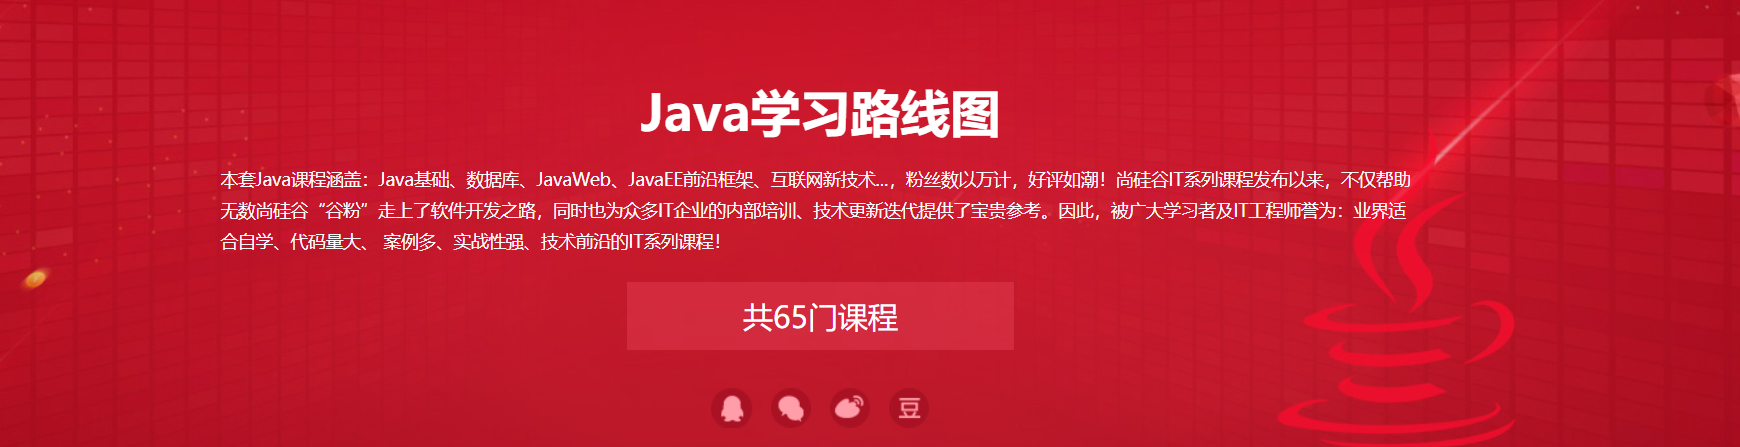 Java学习路线图
本套Java课程涵盖：Java基础、数据库、JavaWeb、JavaEE前沿框架、互联网新技术...，粉丝数以万计，好评如潮！尚硅谷IT系列课程发布以来，不仅帮助
无数尚硅谷“谷粉”走上了软件开发之路，同时也为众多IT企业的内部培训、技术更新迭代提供了宝贵参考。因此，被广大学习者及IT工程师誉为：业界适
合自学、代码量大、 案例多、实战性强、技术前沿的IT系列课程！
共65门课程
豆